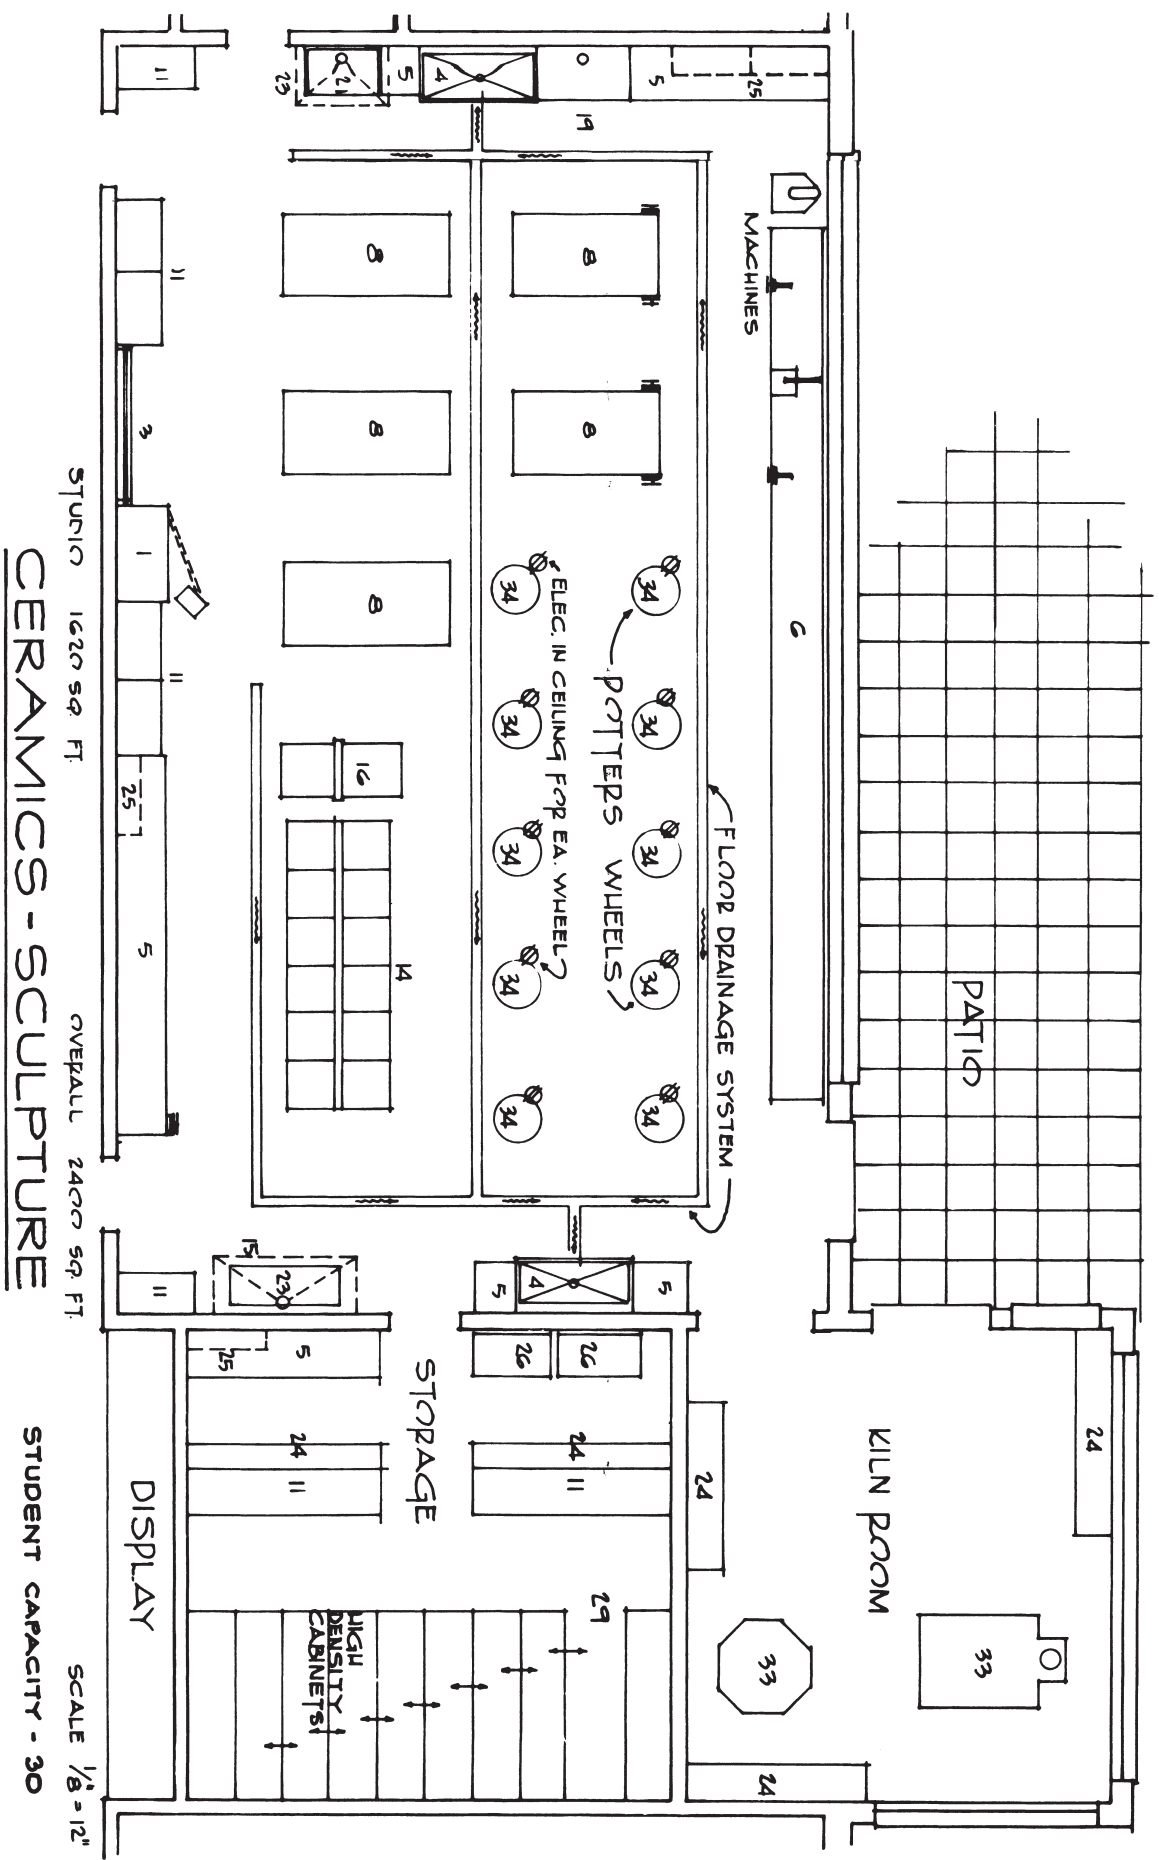 24
PATIO
33
KILN ROOM
6
33
24
25
MACHINES
FLOOR DRAINAGE SYSTEM
24
5
34 34 34 34 34
5
POTTERS WHEELS
29
19
8 8
26
24
11
ELEC. IN CEILING FOR EA. WHEEL
4
26
34 34 34 34 34
5
4
STORAGE
5
14
8 8 8
16
HIGH
DENSITY
CABINETS
21
5
24
11
23
23
15
25
11
11
11
3
1
5
11
DISPLAY
25
STUDIO 1620 SQ. FT. OVERALL 2400 SQ. FT. SCALE 1/8" = 12"
CERAMICS - SCULPTURE
STUDENT CAPACITY - 30